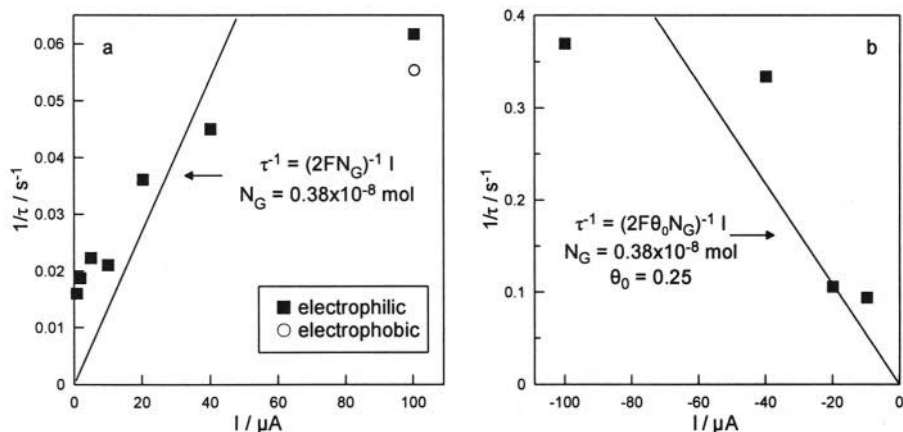 a
0.06
0.05
0.04
0.03
0.02
0.01
0
1/τ / s⁻¹
τ⁻¹ = (2FN_G)⁻¹ I
N_G = 0.38x10⁻⁸ mol
■ electrophilic
○ electrophobic
0 20 40 60 80 100
I / μA
b
0.4
0.3
0.2
0.1
0
1/τ / s⁻¹
τ⁻¹ = (2Fθ₀N_G)⁻¹ I
N_G = 0.38x10⁻⁸ mol
θ₀ = 0.25
-100 -80 -60 -40 -20 0
I / μA